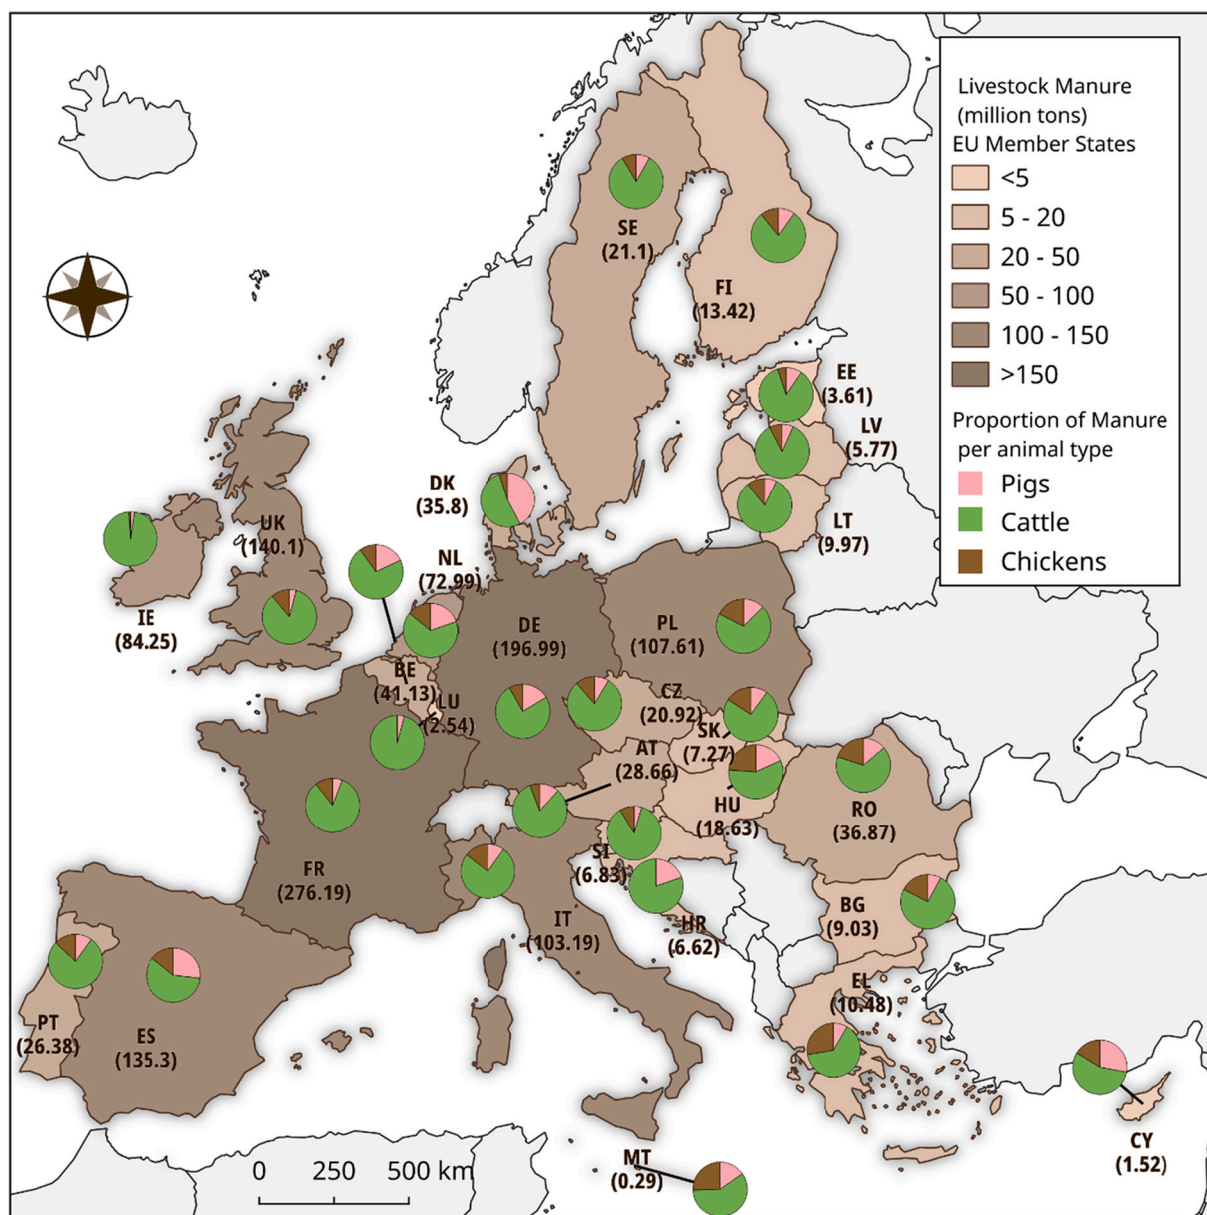 Livestock Manure
(million tons)
EU Member States
<5
5 - 20
20 - 50
50 - 100
100 - 150
>150
Proportion of Manure
per animal type
Pigs
Cattle
Chickens
SE
(21.1)
FI
(13.42)
EE
(3.61)
LV
(5.77)
LT
(9.97)
DK
(35.8)
UK
(140.1)
IE
(84.25)
NL
(72.99)
DE
(196.99)
PL
(107.61)
BE
(41.13)
LU
(2.54)
CZ
(20.92)
SK
(7.27)
AT
(28.66)
HU
(18.63)
RO
(36.87)
FR
(276.19)
SI
(6.83)
HR
(6.62)
IT
(103.19)
BG
(9.03)
EL
(10.48)
PT
(26.38)
ES
(135.3)
CY
(1.52)
MT
(0.29)
0 250 500 km